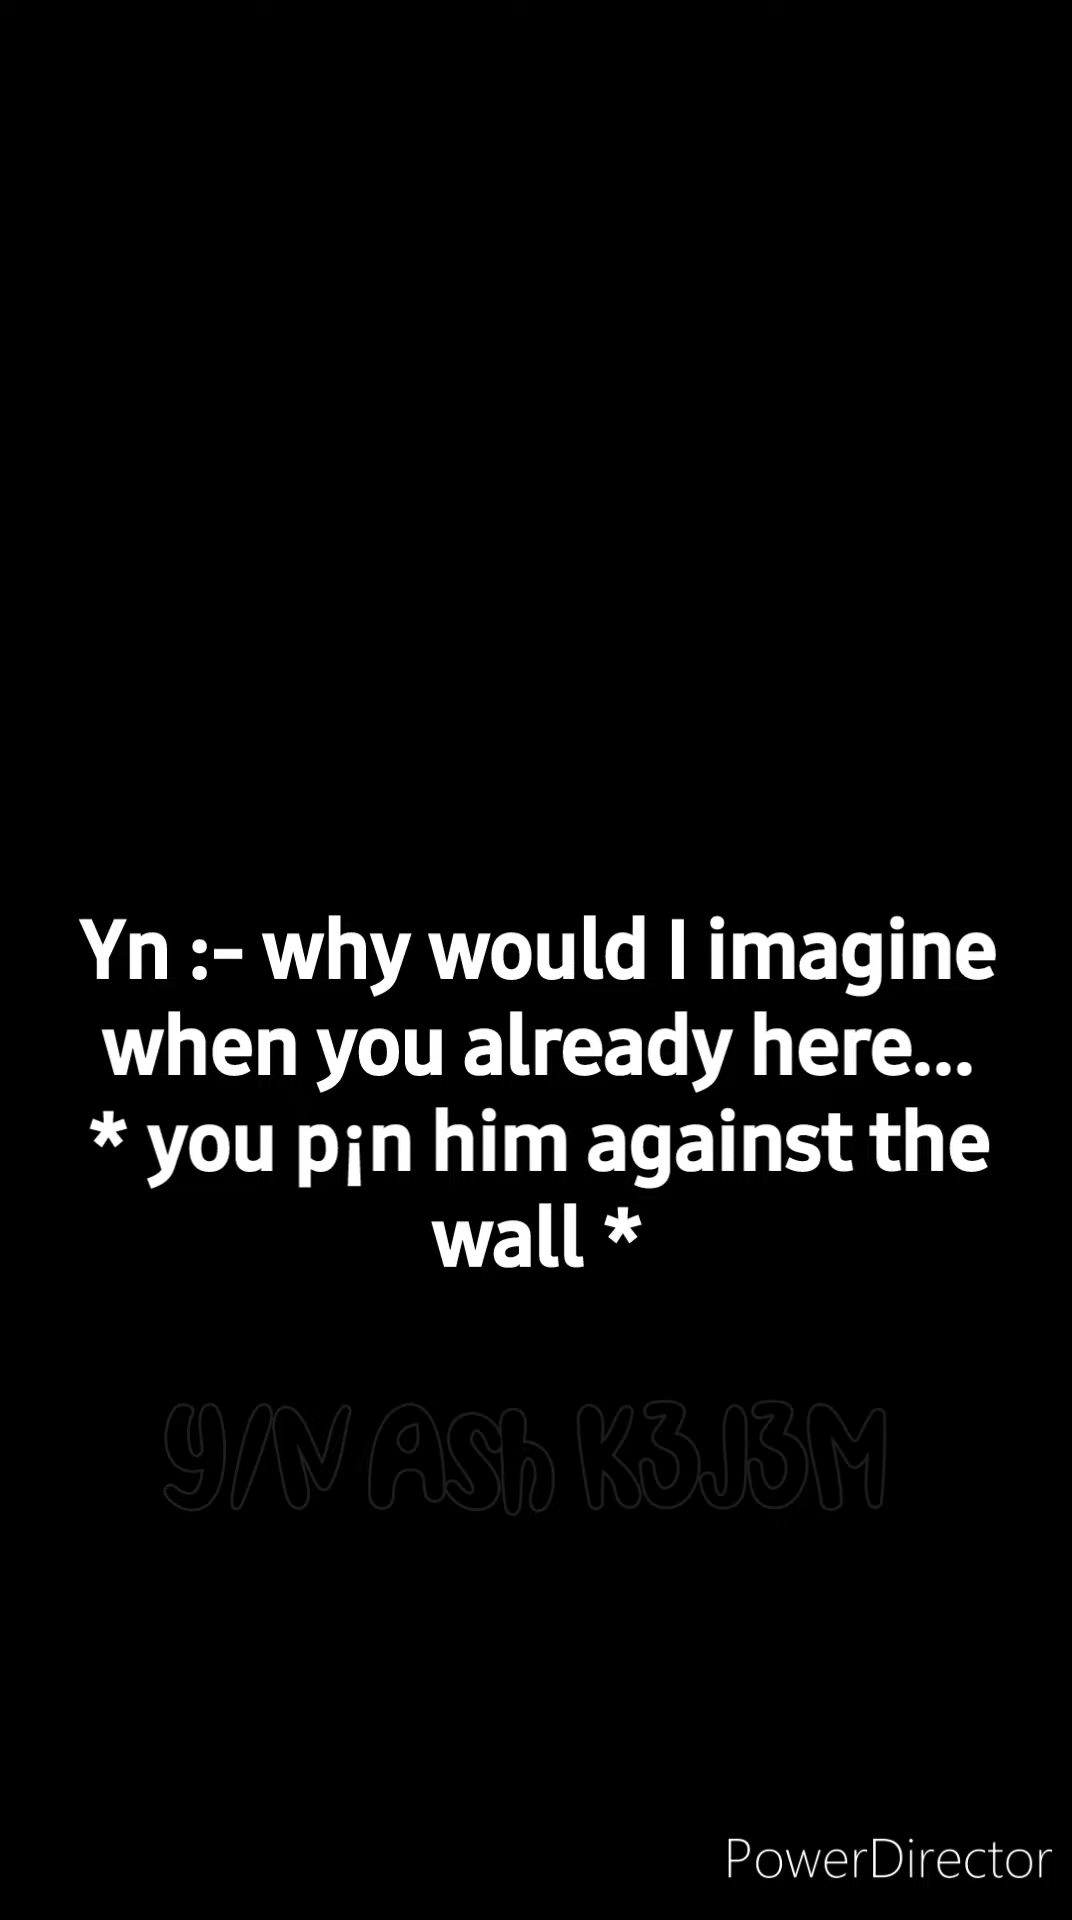 Yn :- why would I imagine
when you already here...
* you p¡n him against the
wall *
Y/N Ash K3J3M
PowerDirector